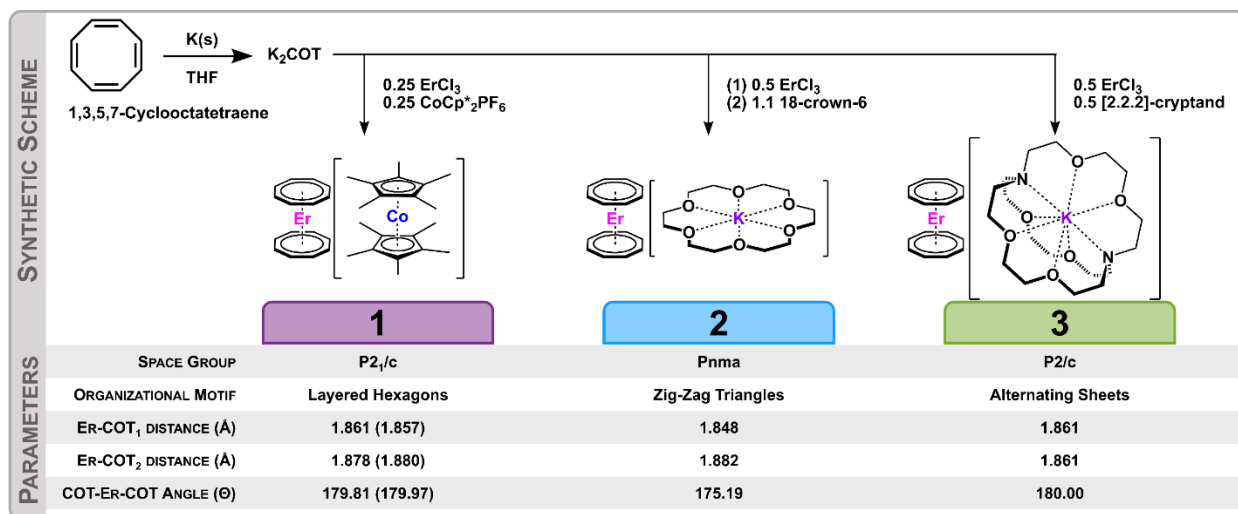 SYNTHETIC SCHEME
K(s)
THF
K₂COT
1,3,5,7-Cyclooctatetraene
0.25 ErCl₃
0.25 CoCp*₂PF₆
(1) 0.5 ErCl₃
(2) 1.1 18-crown-6
0.5 ErCl₃
0.5 [2.2.2]-cryptand
Er
Co
Er
O O
K
O O
O O
Er
O
N
O
O
K
O
O
N
O
1 2 3
PARAMETERS
SPACE GROUP P2₁/c Pnma P2/c
ORGANIZATIONAL MOTIF Layered Hexagons Zig-Zag Triangles Alternating Sheets
ER-COT₁ DISTANCE (Å) 1.861 (1.857) 1.848 1.861
ER-COT₂ DISTANCE (Å) 1.878 (1.880) 1.882 1.861
COT-ER-COT ANGLE (Θ) 179.81 (179.97) 175.19 180.00